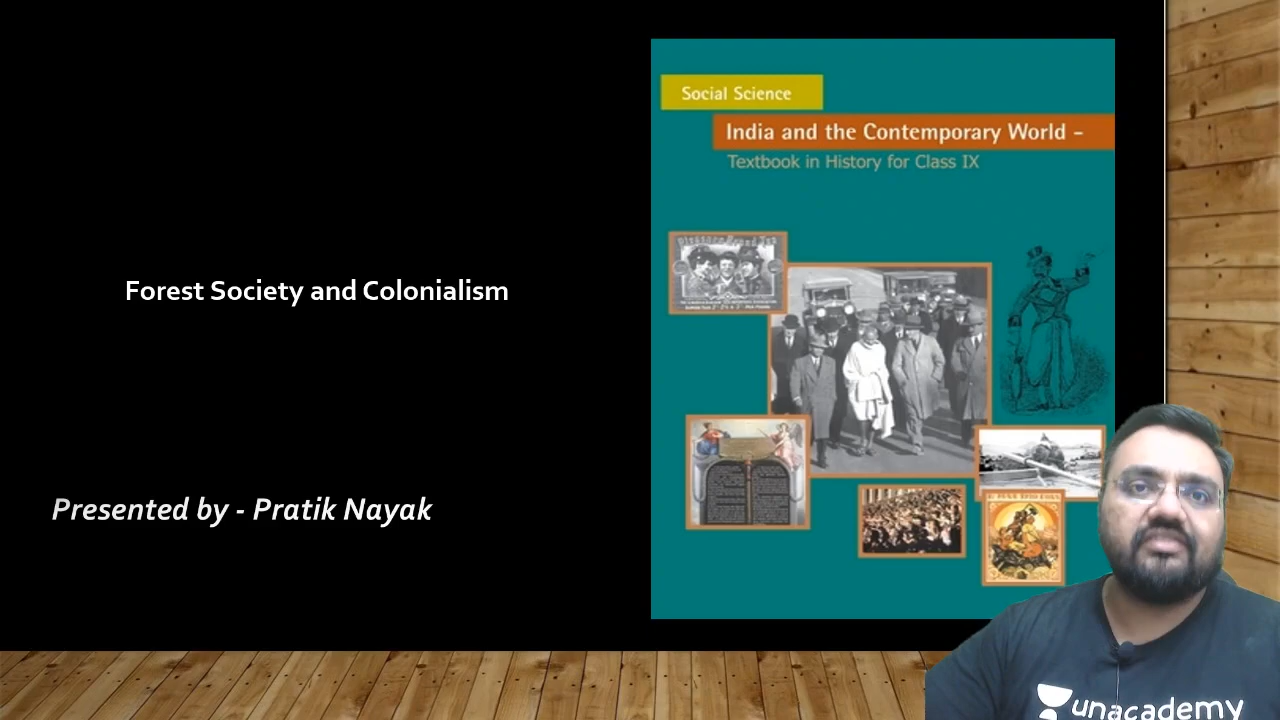 Social Science
India and the Contemporary World –
Textbook in History for Class IX
Forest Society and Colonialism
Presented by - Pratik Nayak
unacademy